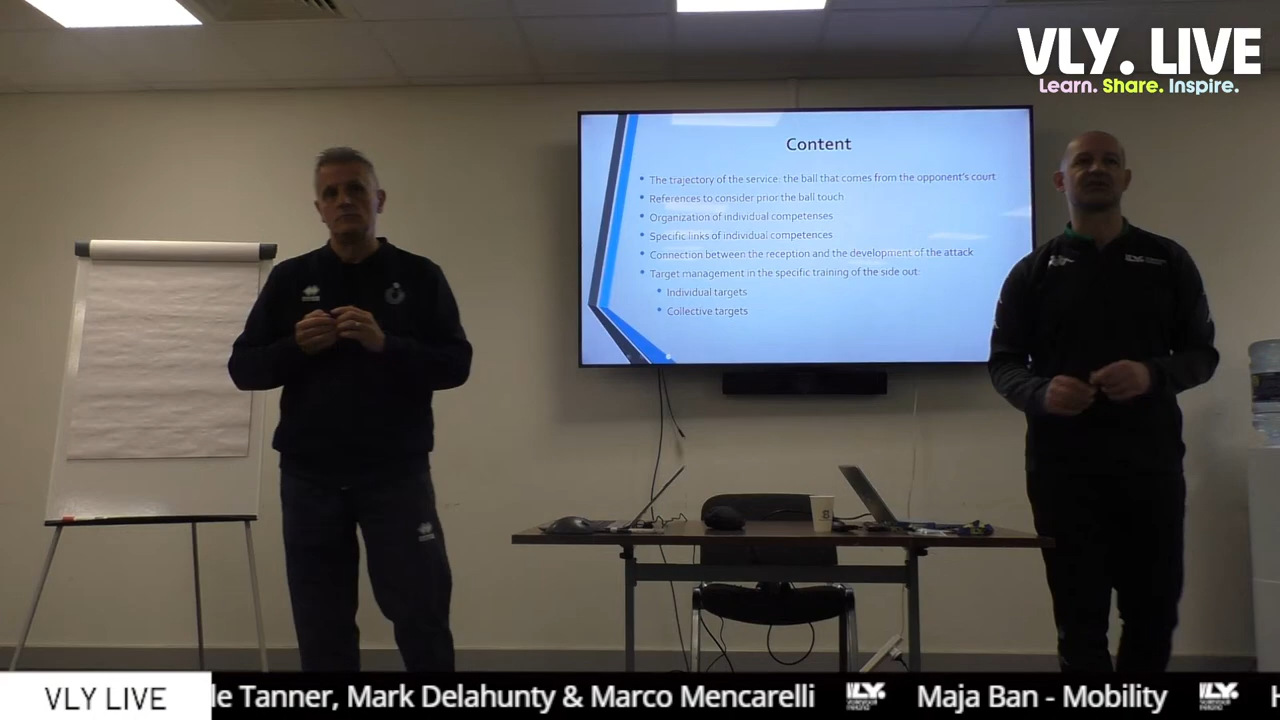 VLY. LIVE
Learn. Share. Inspire.
Content
• The trajectory of the service: the ball that comes from the opponent's court
• References to consider prior the ball touch
• Organization of individual competenses
• Specific links of individual competences
• Connection between the reception and the development of the attack
• Target management in the specific training of the side out:
• Individual targets
• Collective targets
VLY LIVE
le Tanner, Mark Delahunty & Marco Mencarelli VLY. Maja Ban - Mobility VLY. H